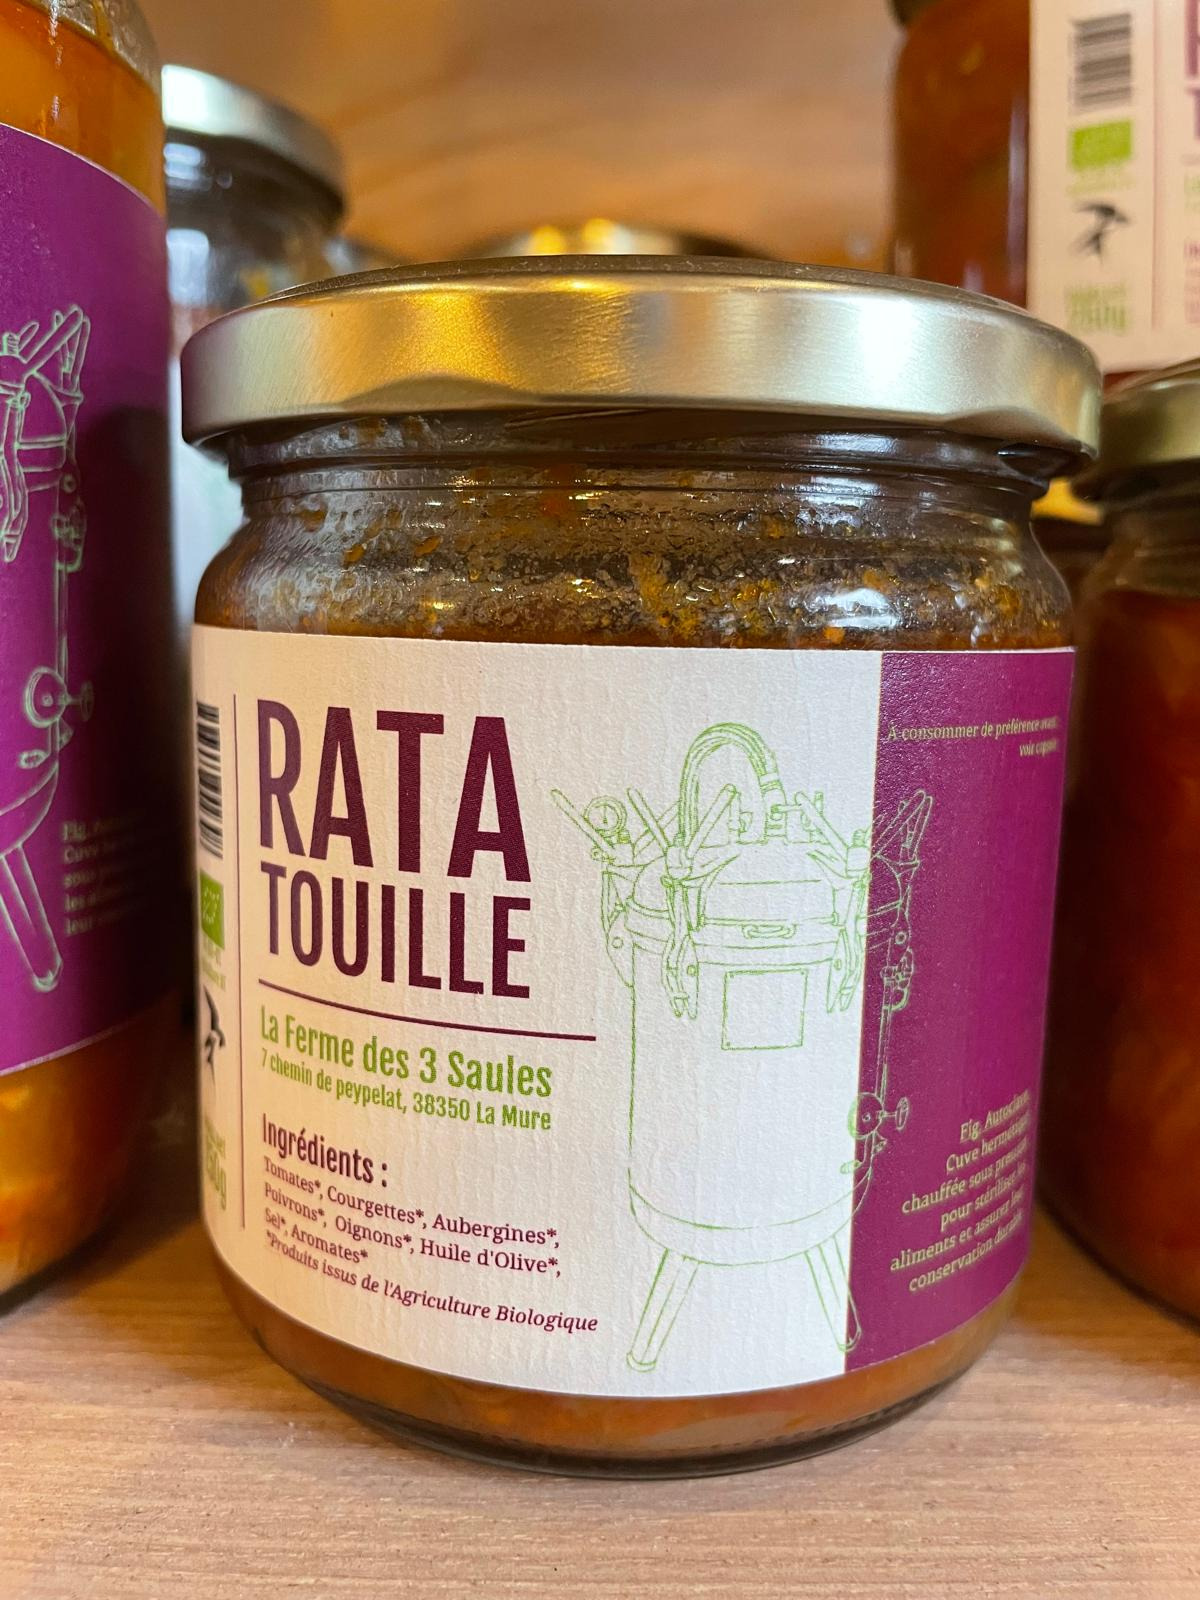 RATA
TOUILLE
La Ferme des 3 Saules
7 chemin de peypelat, 38350 La Mure
Ingrédients :
Tomates*, Courgettes*, Aubergines*,
Poivrons*, Oignons*, Huile d'Olive*,
Sel*, Aromates*
*Produits issus de l'Agriculture Biologique
A consommer de préférence avant
voir capsule
Fig. Autoclave
Cuve hermétique
chauffée sous pression
pour stériliser les
aliments et assurer leur
conservation durable